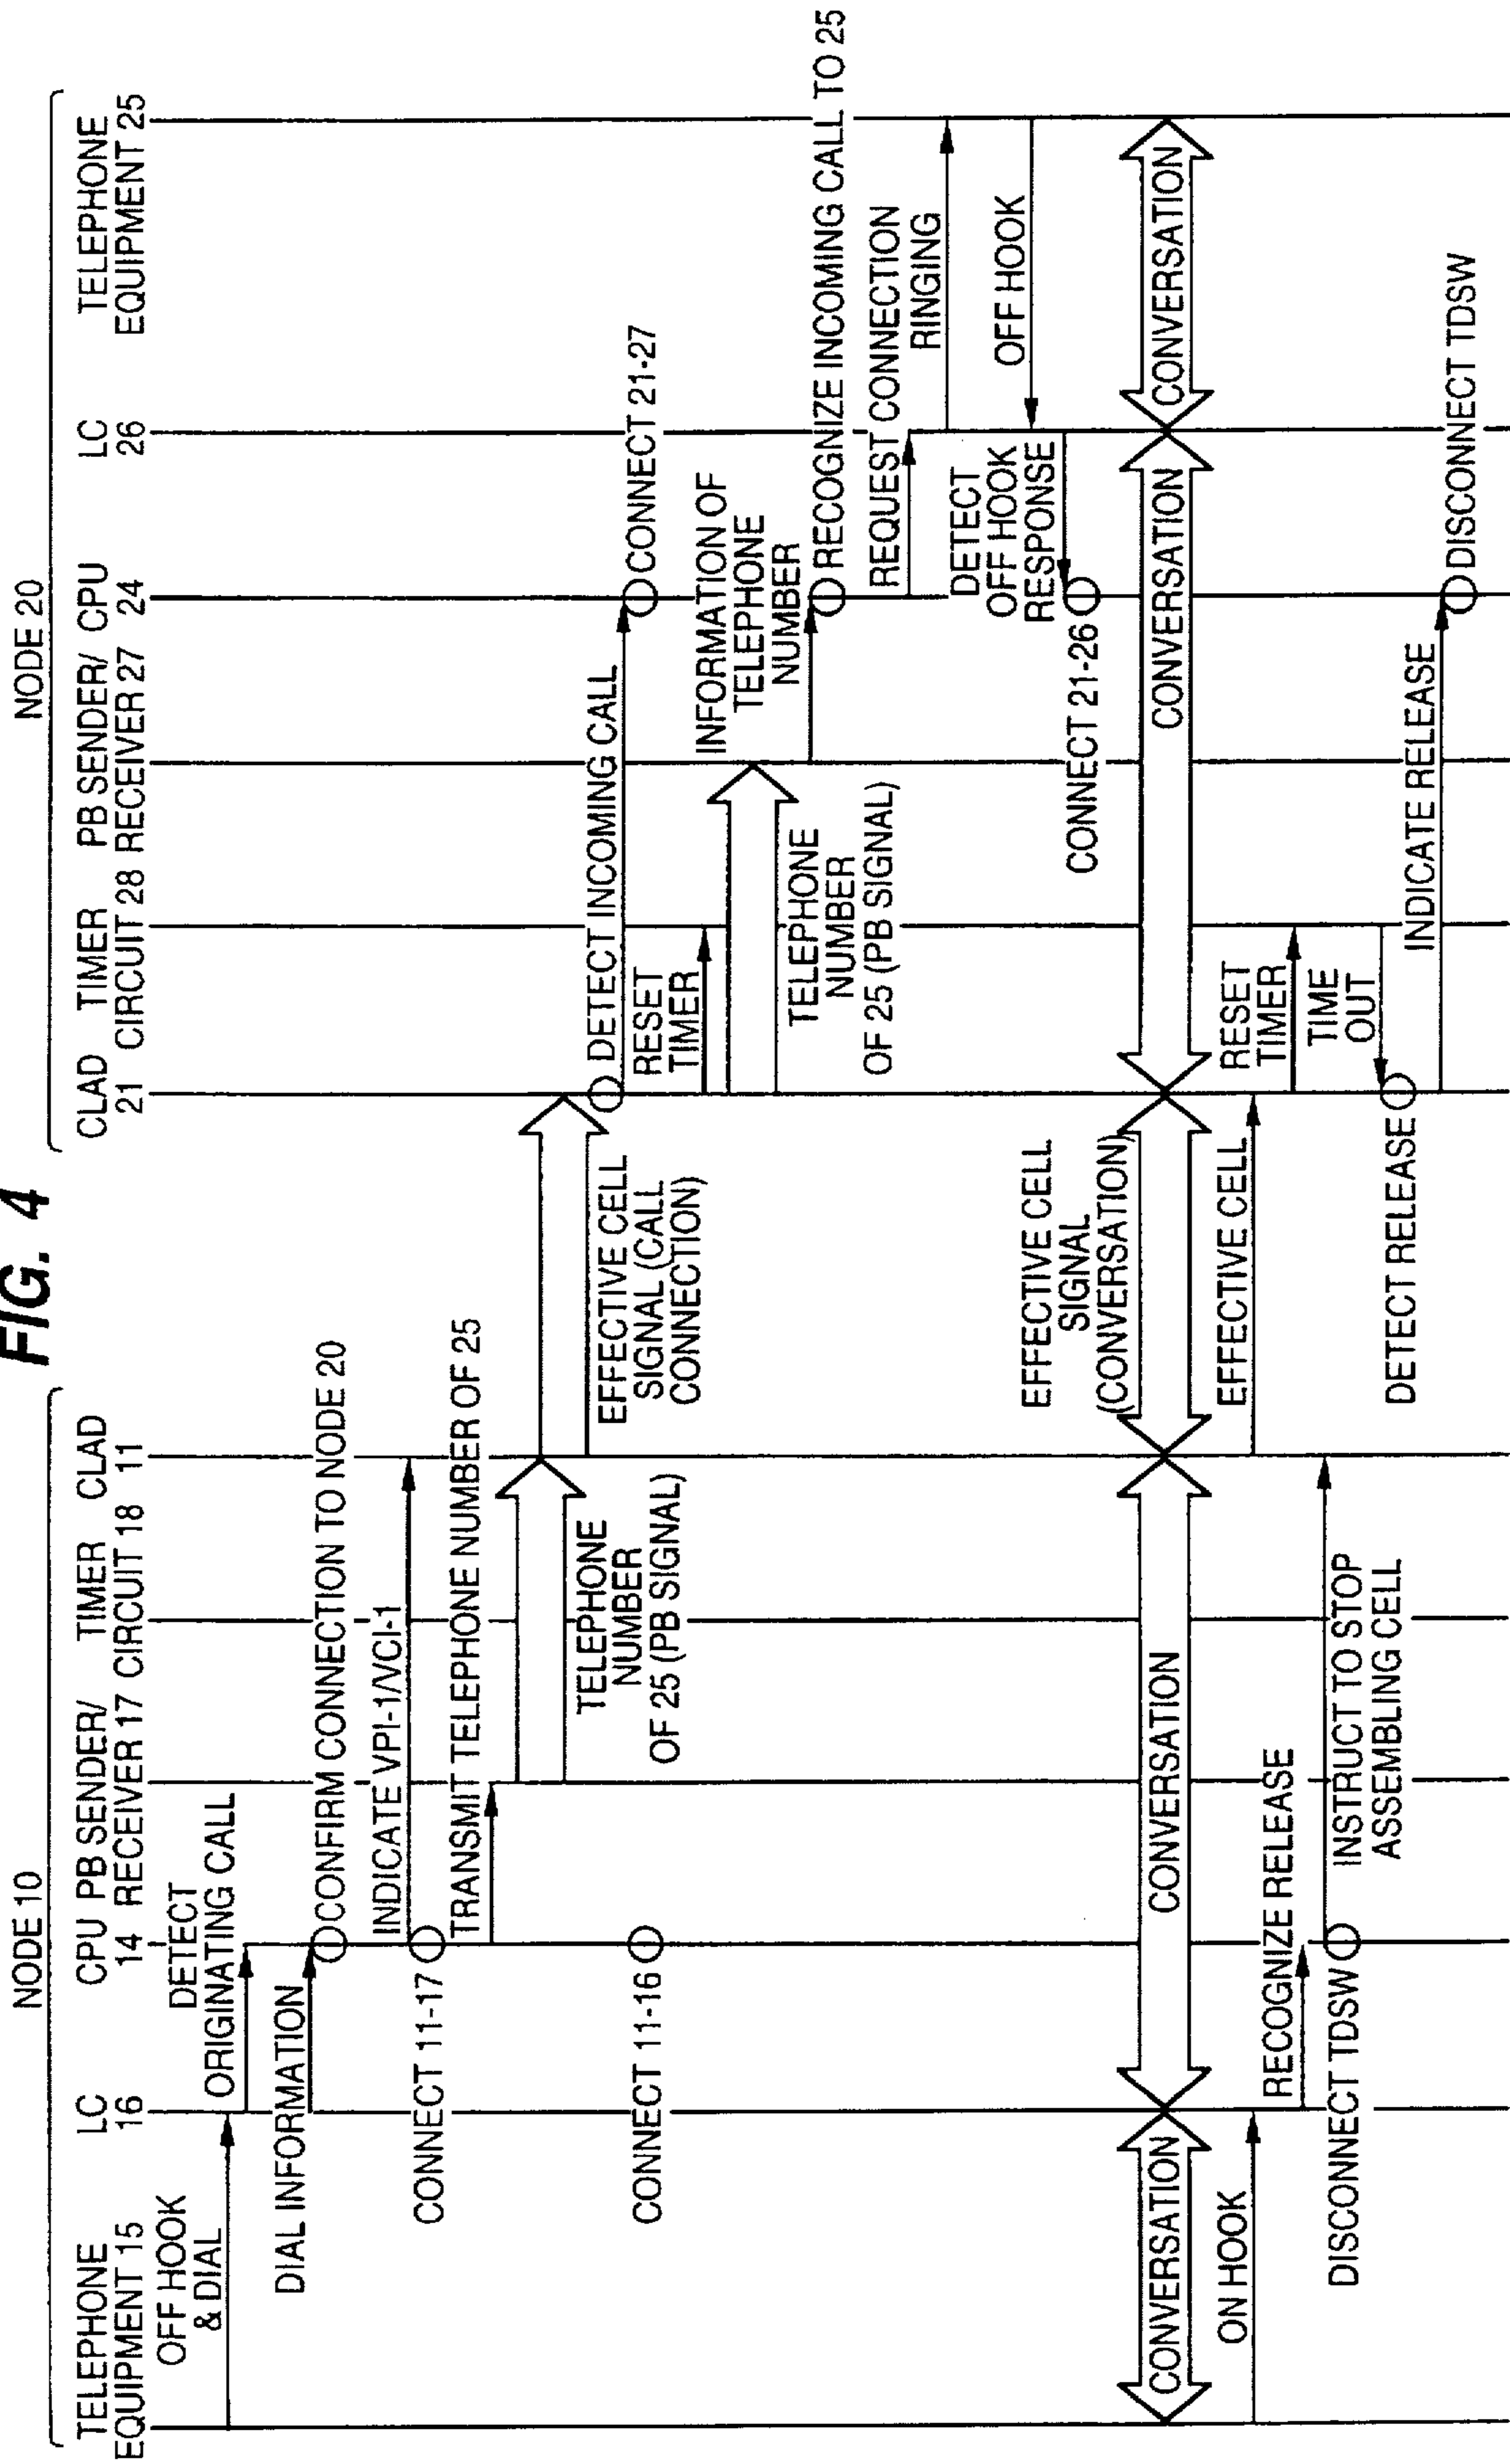 FIG. 4
NODE 10
NODE 20
TELEPHONE
EQUIPMENT 15
LC
16
CPU
14
PB SENDER/
RECEIVER 17
TIMER
CIRCUIT 18
CLAD
11
CLAD
21
TIMER
CIRCUIT 28
PB SENDER/
RECEIVER 27
CPU
24
LC
26
TELEPHONE
EQUIPMENT 25
OFF HOOK
& DIAL
DETECT
ORIGINATING CALL
DIAL INFORMATION
CONFIRM CONNECTION TO NODE 20
INDICATE VPI-1/VCI-1
CONNECT 11-17
TRANSMIT TELEPHONE NUMBER OF 25
TELEPHONE
NUMBER
OF 25 (PB SIGNAL)
EFFECTIVE CELL
SIGNAL (CALL
CONNECTION)
CONNECT 11-16
DETECT INCOMING CALL
CONNECT 21-27
RESET
TIMER
TELEPHONE
NUMBER
OF 25 (PB SIGNAL)
INFORMATION OF
TELEPHONE
NUMBER
RECOGNIZE INCOMING CALL TO 25
REQUEST CONNECTION
RINGING
OFF HOOK
DETECT
OFF HOOK
RESPONSE
CONNECT 21-26
CONVERSATION
CONVERSATION
EFFECTIVE CELL
SIGNAL
(CONVERSATION)
CONVERSATION
CONVERSATION
ON HOOK
RECOGNIZE RELEASE
DISCONNECT TDSW
INSTRUCT TO STOP
ASSEMBLING CELL
EFFECTIVE CELL
RESET
TIMER
TIME
OUT
DETECT RELEASE
INDICATE RELEASE
DISCONNECT TDSW